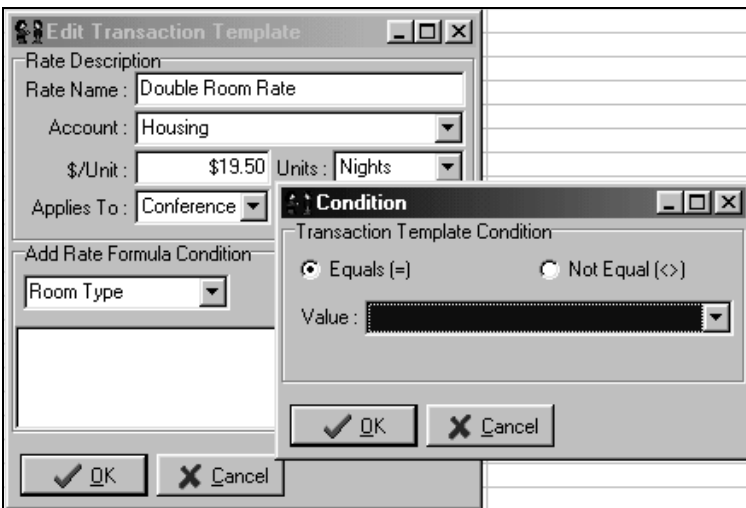 Edit Transaction Template
Rate Description
Rate Name : Double Room Rate
Account : Housing
$/Unit : $19.50 Units : Nights
Applies To : Conference
Add Rate Formula Condition
Room Type
OK Cancel
Condition
Transaction Template Condition
Equals (=) Not Equal (<>)
Value :
OK Cancel